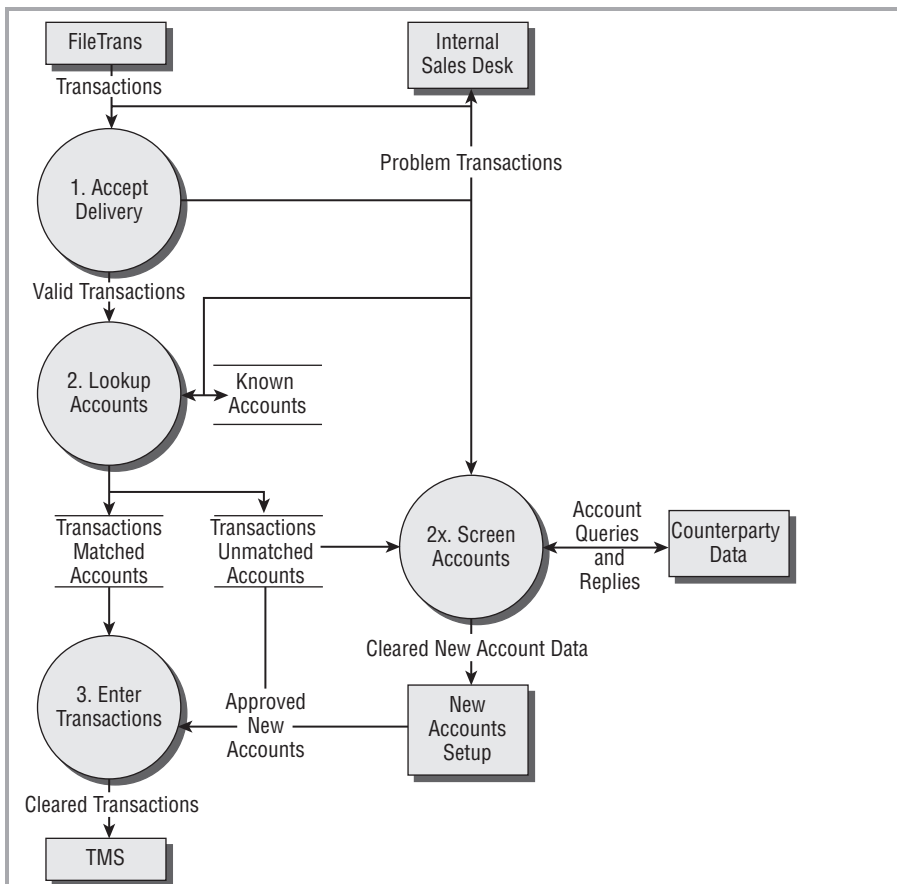 FileTrans
Internal
Sales Desk
Transactions
Problem Transactions
1. Accept
Delivery
Valid Transactions
2. Lookup
Accounts
Known
Accounts
Transactions
Matched
Accounts
Transactions
Unmatched
Accounts
2x. Screen
Accounts
Account
Queries
and
Replies
Counterparty
Data
Cleared New Account Data
3. Enter
Transactions
Approved
New
Accounts
New
Accounts
Setup
Cleared Transactions
TMS